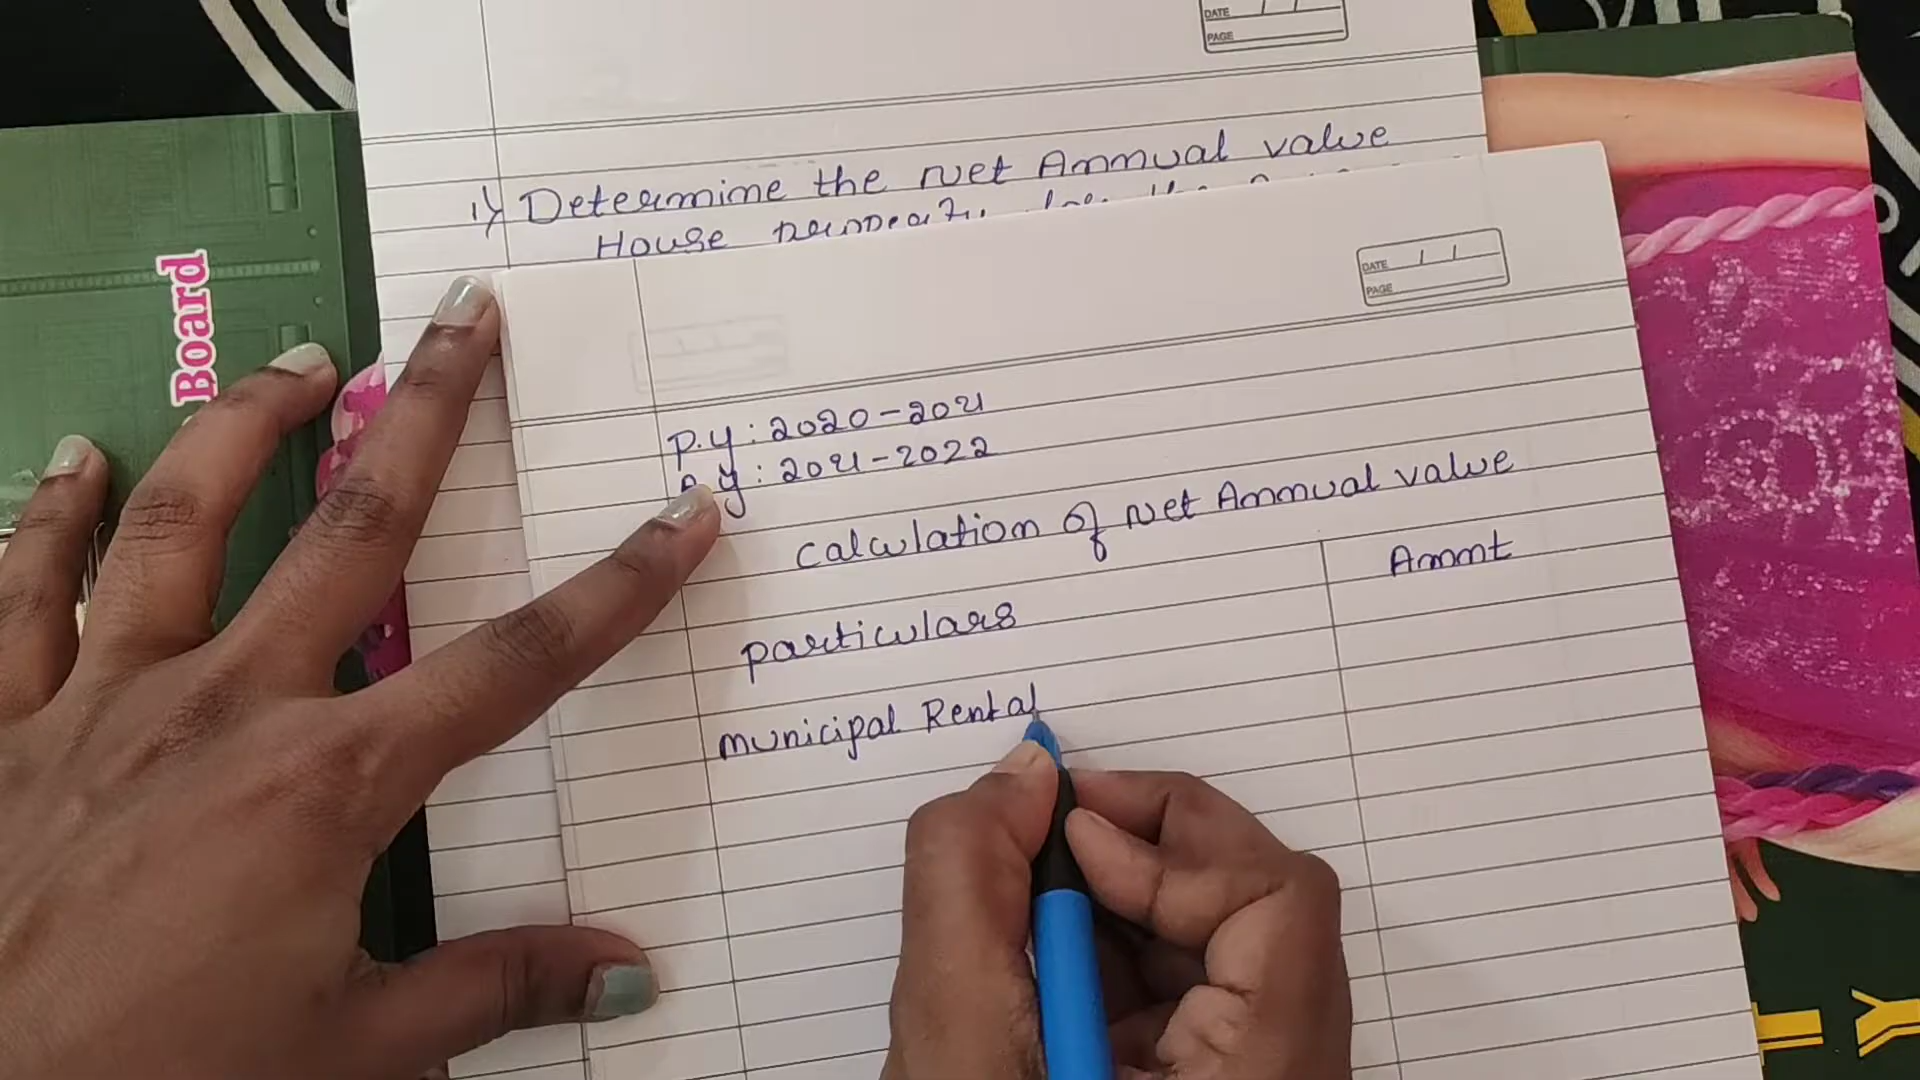 DATE
PAGE
1) Determine the Net Annual value
House
DATE
PAGE
P.Y : 2020-2021
A.Y : 2021-2022
Calculation of Net Annual value
Particulars Ammt
Municipal Rental
Board